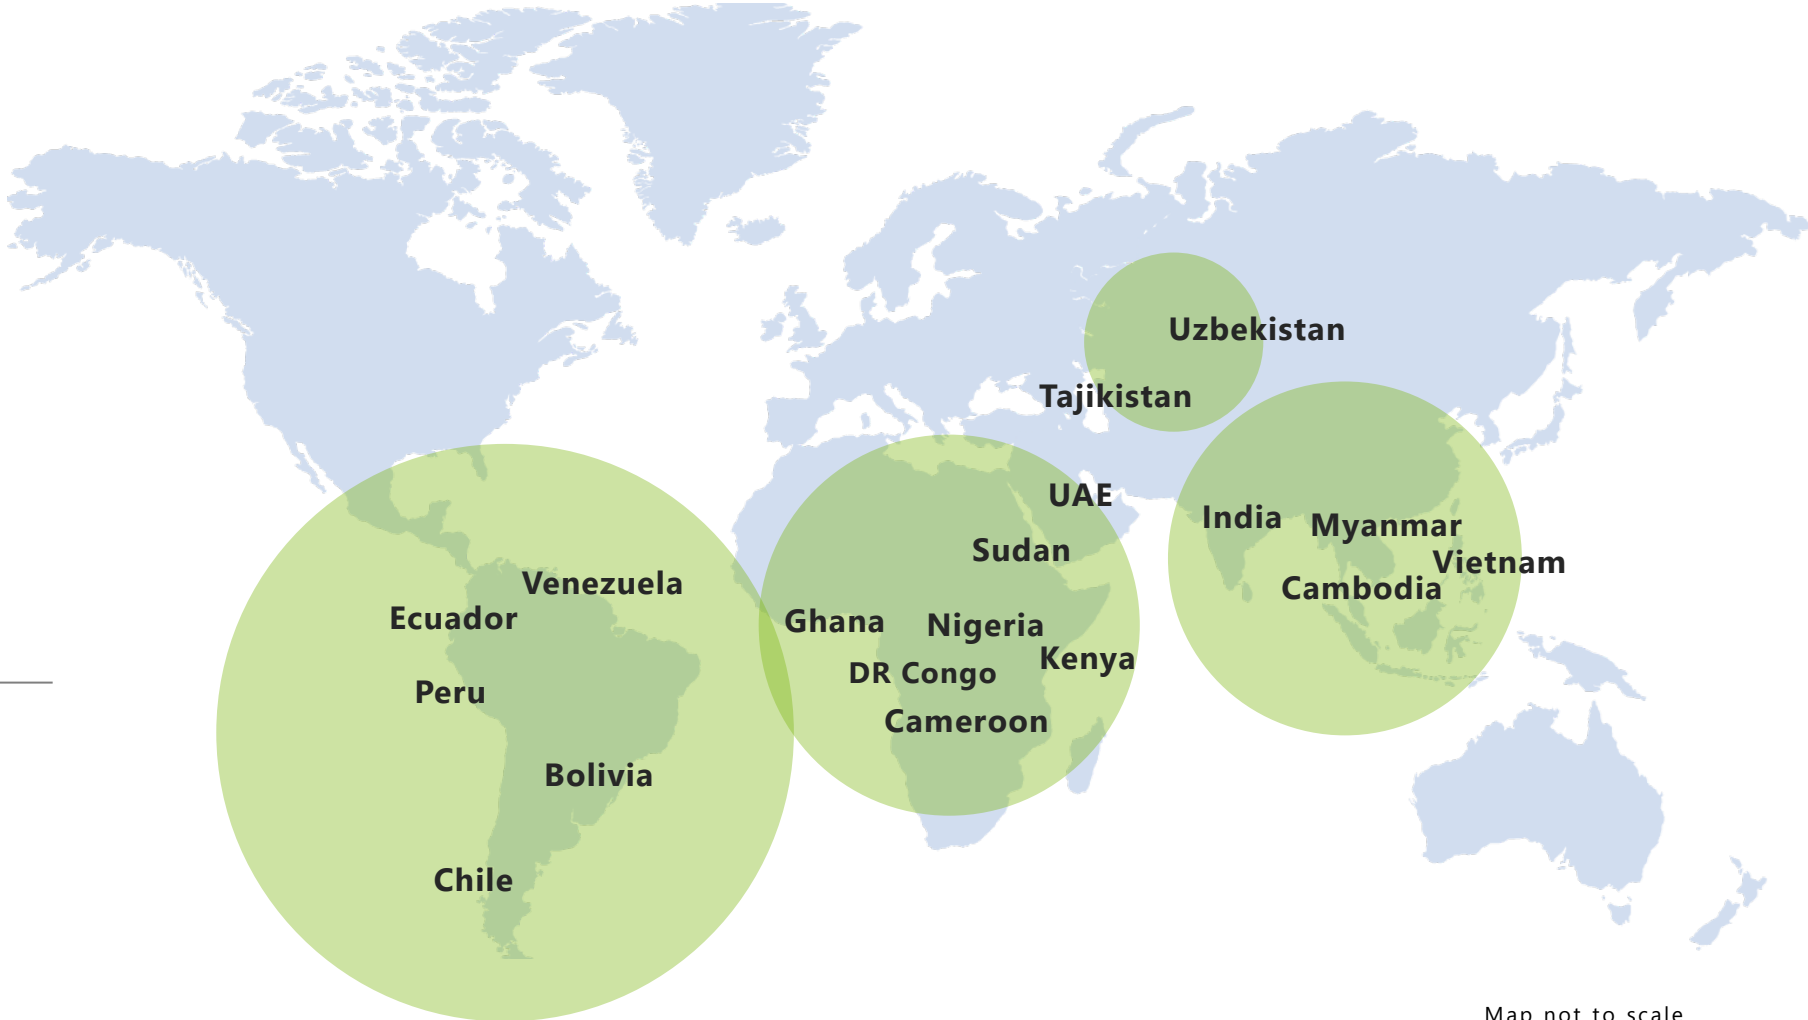 Uzbekistan
Tajikistan
UAE
India
Myanmar
Sudan
Vietnam
Venezuela
Cambodia
Ecuador
Ghana
Nigeria
Kenya
DR Congo
Peru
Cameroon
Bolivia
Chile
Map not to scale